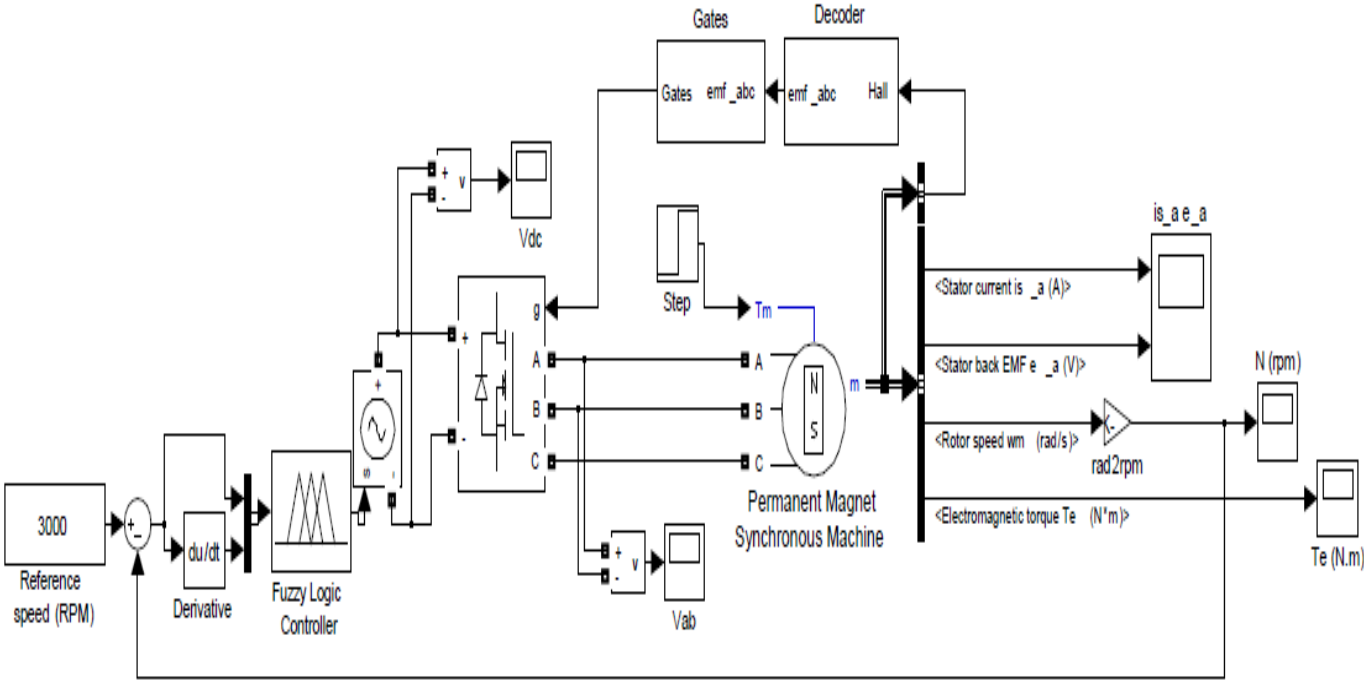 Gates
Decoder
Gates emf _abc
emf _abc Hall
+ v
-
Vdc
Step
is_a e_a
<Stator current is _a (A)>
g
+
A
B
-
C
Tm
A
B
C
N
S
m
<Stator back EMF e _a (V)>
N (rpm)
+
s -
<Rotor speed wm (rad/s)>
K-
rad2rpm
3000
+
-
du/dt
Reference
speed (RPM)
Derivative
Fuzzy Logic
Controller
Permanent Magnet
Synchronous Machine
<Electromagnetic torque Te (N*m)>
Te (N.m)
+ v
-
Vab